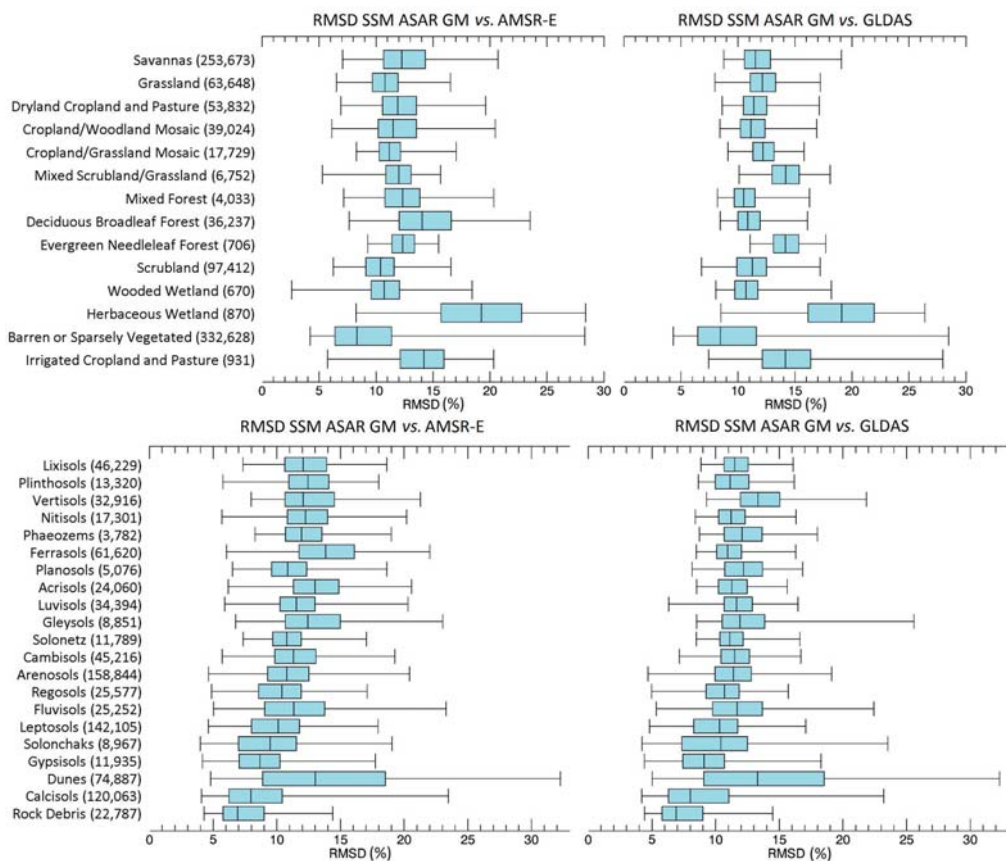 RMSD SSM ASAR GM vs. AMSR-E
RMSD SSM ASAR GM vs. GLDAS
Savannas (253,673)
Grassland (63,648)
Dryland Cropland and Pasture (53,832)
Cropland/Woodland Mosaic (39,024)
Cropland/Grassland Mosaic (17,729)
Mixed Scrubland/Grassland (6,752)
Mixed Forest (4,033)
Deciduous Broadleaf Forest (36,237)
Evergreen Needleleaf Forest (706)
Scrubland (97,412)
Wooded Wetland (670)
Herbaceous Wetland (870)
Barren or Sparsely Vegetated (332,628)
Irrigated Cropland and Pasture (931)
0 5 10 15 20 25 30
RMSD (%)
0 5 10 15 20 25 30
RMSD (%)
RMSD SSM ASAR GM vs. AMSR-E
RMSD SSM ASAR GM vs. GLDAS
Lixisols (46,229)
Plinthosols (13,320)
Vertisols (32,916)
Nitisols (17,301)
Phaeozems (3,782)
Ferrasols (61,620)
Planosols (5,076)
Acrisols (24,060)
Luvisols (34,394)
Gleysols (8,851)
Solonetz (11,789)
Cambisols (45,216)
Arenosols (158,844)
Regosols (25,577)
Fluvisols (25,252)
Leptosols (142,105)
Solonchaks (8,967)
Gypsisols (11,935)
Dunes (74,887)
Calcisols (120,063)
Rock Debris (22,787)
0 5 10 15 20 25 30
RMSD (%)
0 5 10 15 20 25 30
RMSD (%)